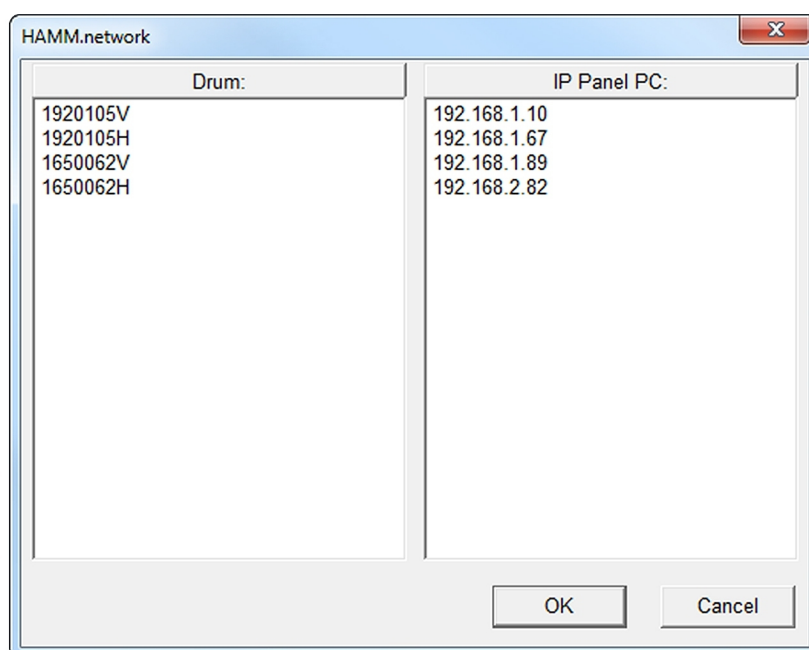 HAMM.network
Drum:
1920105V
1920105H
1650062V
1650062H
IP Panel PC:
192.168.1.10
192.168.1.67
192.168.1.89
192.168.2.82
OK
Cancel